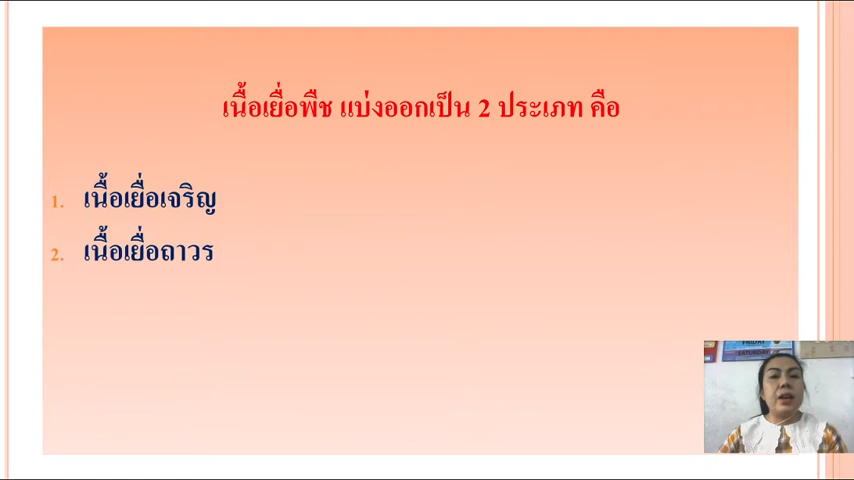 เนื้อเยื่อพืช แบ่งออกเป็น 2 ประเภท คือ
1. เนื้อเยื่อเจริญ
2. เนื้อเยื่อถาวร
FRIDAY
SATURDAY